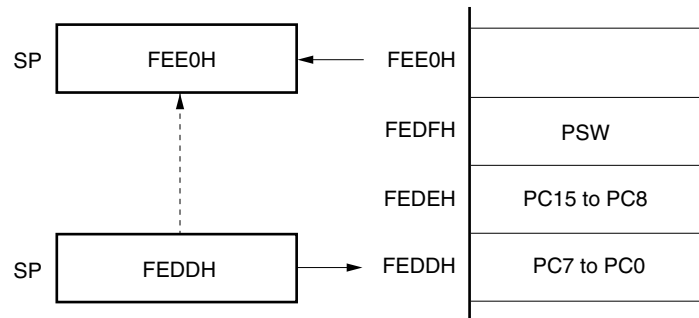 SP FEE0H FEE0H
FEDFH PSW
FEDEH PC15 to PC8
SP FEDDH FEDDH PC7 to PC0